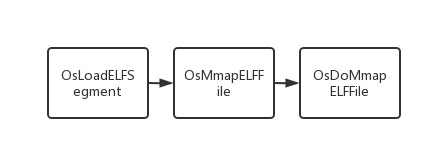 OsLoadELFS
egment
OsMmapELFF
ile
OsDoMmap
ELFFile